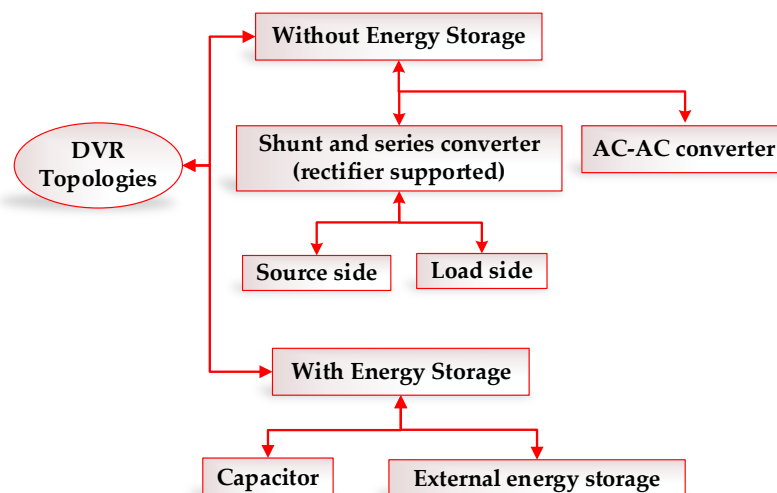 Without Energy Storage
DVR
Topologies
Shunt and series converter
(rectifier supported)
AC-AC converter
Source side
Load side
With Energy Storage
Capacitor
External energy storage